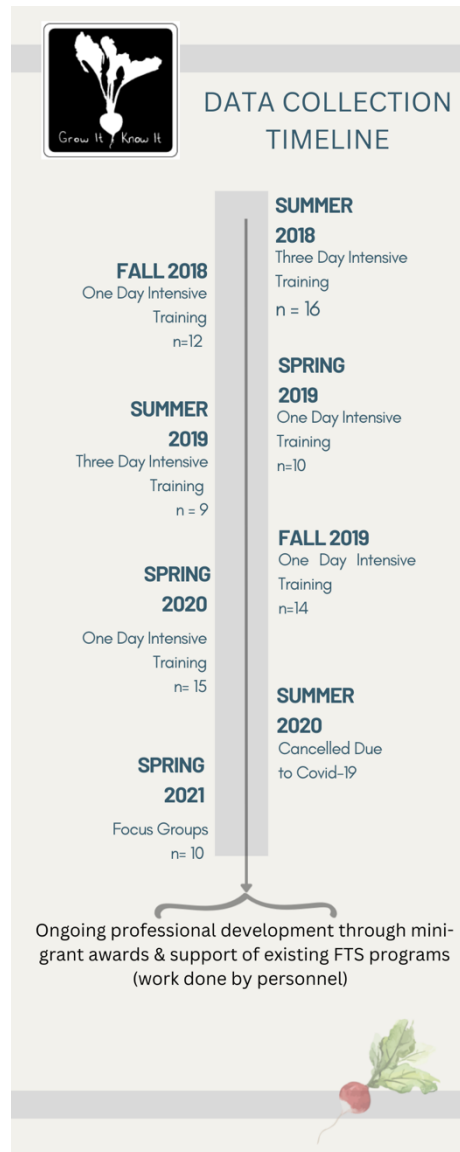 Grow It Know It
DATA COLLECTION
TIMELINE
SUMMER
2018
Three Day Intensive
Training
n = 16
FALL 2018
One Day Intensive
Training
n=12
SPRING
2019
One Day Intensive
Training
n=10
SUMMER
2019
Three Day Intensive
Training
n = 9
FALL 2019
One Day Intensive
Training
n=14
SPRING
2020
One Day Intensive
Training
n= 15
SUMMER
2020
Cancelled Due
to Covid-19
SPRING
2021
Focus Groups
n= 10
Ongoing professional development through mini-
grant awards & support of existing FTS programs
(work done by personnel)